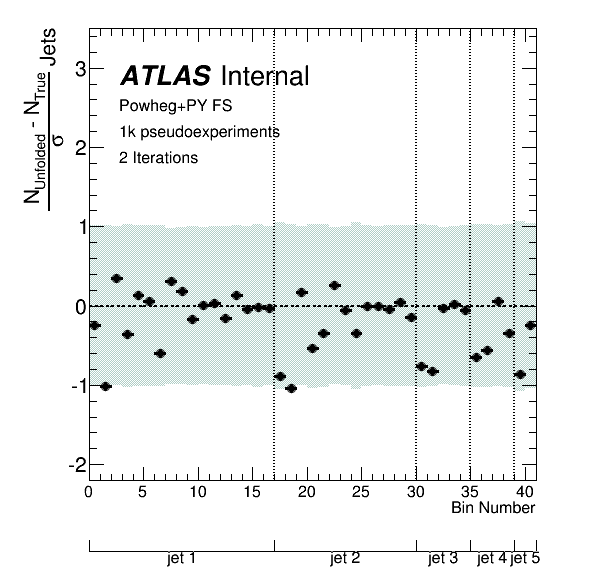 N_Unfolded - N_True Jets
σ
ATLAS Internal
Powheg+PY FS
1k pseudoexperiments
2 Iterations
3
2
1
0
-1
-2
0 5 10 15 20 25 30 35 40
Bin Number
jet 1 jet 2 jet 3 jet 4 jet 5